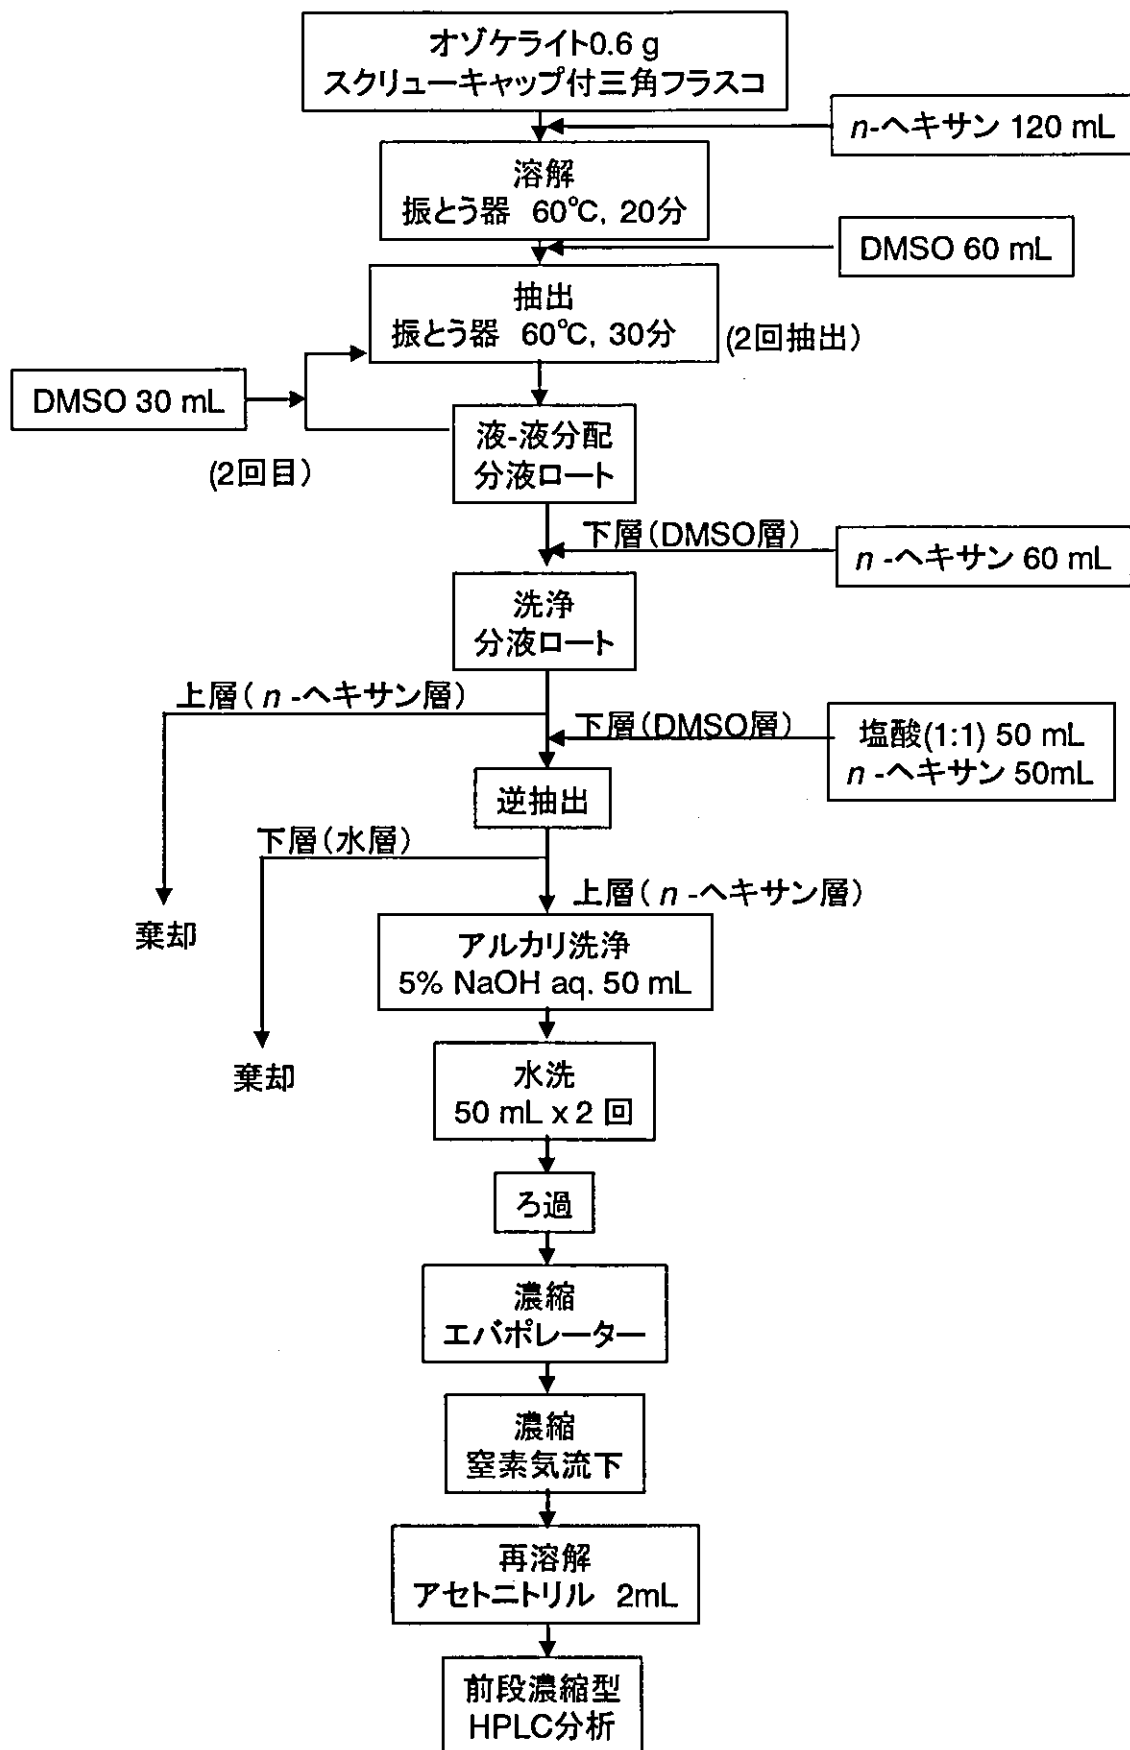 オゾケライト0.6 g
スクリューキャップ付三角フラスコ
n-ヘキサン 120 mL
溶解
振とう器 60℃, 20分
DMSO 60 mL
抽出
振とう器 60℃, 30分
(2回抽出)
DMSO 30 mL
(2回目)
液-液分配
分液ロート
下層(DMSO層)
n -ヘキサン 60 mL
洗浄
分液ロート
上層( n -ヘキサン層)
下層(DMSO層)
塩酸(1:1) 50 mL
n -ヘキサン 50mL
逆抽出
下層(水層)
上層( n -ヘキサン層)
棄却
アルカリ洗浄
5% NaOH aq. 50 mL
棄却
水洗
50 mL x 2 回
ろ過
濃縮
エバポレーター
濃縮
窒素気流下
再溶解
アセトニトリル 2mL
前段濃縮型
HPLC分析